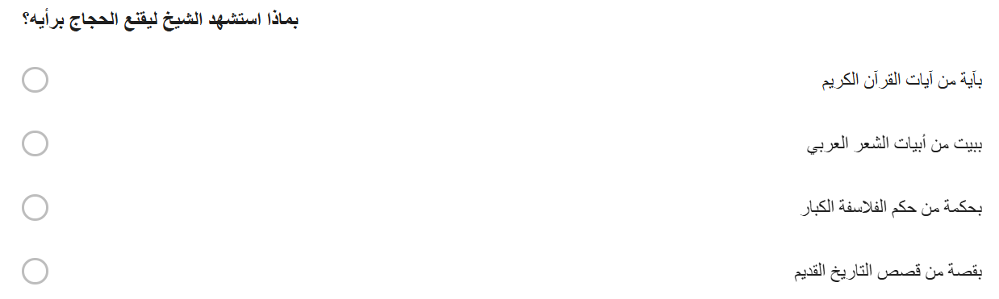 بماذا استشهد الشيخ ليقنع الحجاج برأيه؟
بآية من آيات القرآن الكريم
ببيت من أبيات الشعر العربي
بحكمة من حكم الفلاسفة الكبار
بقصة من قصص التاريخ القديم